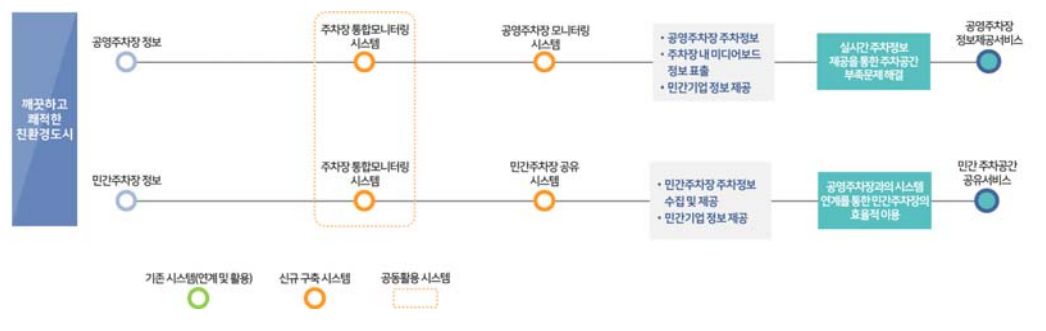 깨끗하고
쾌적한
친환경도시
공영주차장 정보
주차장 통합모니터링
시스템
공영주차장 모니터링
시스템
• 공영주차장 주차정보
• 주차장 내 미디어보드
정보 표출
• 민간기업 정보 제공
실시간 주차정보
제공을 통한 주차공간
부족문제 해결
공영주차장
정보제공서비스
민간주차장 정보
주차장 통합모니터링
시스템
민간주차장 공유
시스템
• 민간주차장 주차정보
수집 및 제공
• 민간기업 정보 제공
공영주차장과의 시스템
연계를 통한 민간주차장의
효율적 이용
민간 주차공간
공유서비스
기존 시스템(연계 및 활용)
신규 구축 시스템
공동활용 시스템